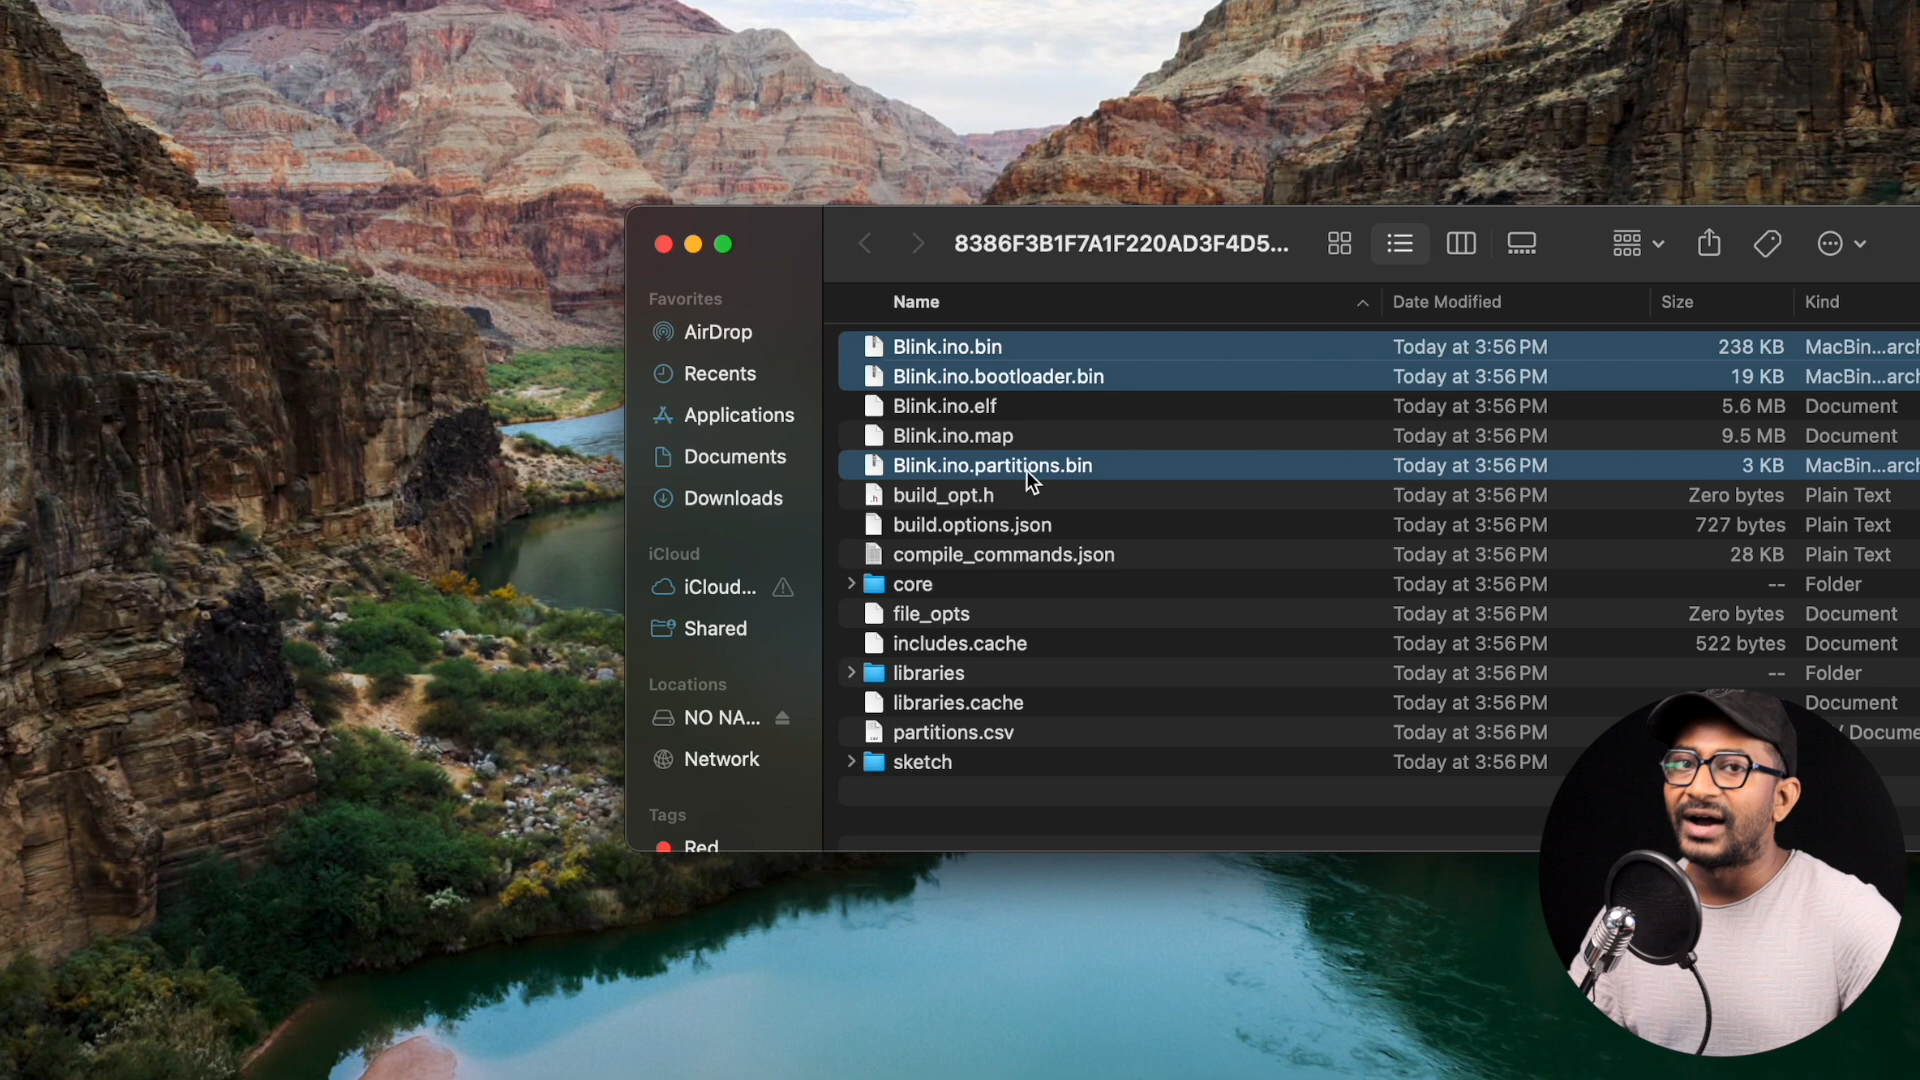 8386F3B1F7A1F220AD3F4D5...
Favorites
AirDrop
Recents
Applications
Documents
Downloads
iCloud
iCloud...
Shared
Locations
NO NA...
Network
Tags
Red
Name Date Modified Size Kind
Blink.ino.bin Today at 3:56 PM 238 KB MacBin...arch
Blink.ino.bootloader.bin Today at 3:56 PM 19 KB MacBin...arch
Blink.ino.elf Today at 3:56 PM 5.6 MB Document
Blink.ino.map Today at 3:56 PM 9.5 MB Document
Blink.ino.partitions.bin Today at 3:56 PM 3 KB MacBin...arch
build_opt.h Today at 3:56 PM Zero bytes Plain Text
build.options.json Today at 3:56 PM 727 bytes Plain Text
compile_commands.json Today at 3:56 PM 28 KB Plain Text
core Today at 3:56 PM -- Folder
file_opts Today at 3:56 PM Zero bytes Document
includes.cache Today at 3:56 PM 522 bytes Document
libraries Today at 3:56 PM -- Folder
libraries.cache Today at 3:56 PM Document
partitions.csv Today at 3:56 PM / Docume
sketch Today at 3:56 PM